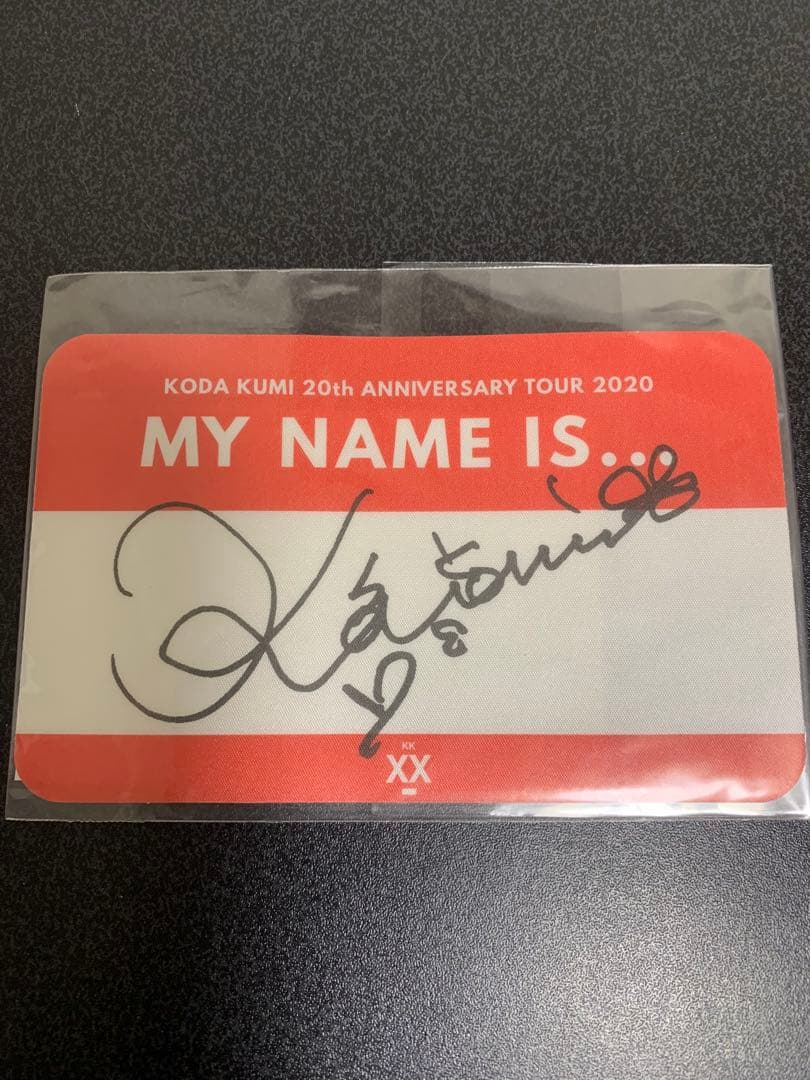 KODA KUMI 20th ANNIVERSARY TOUR 2020
MY NAME IS...
KK
XX